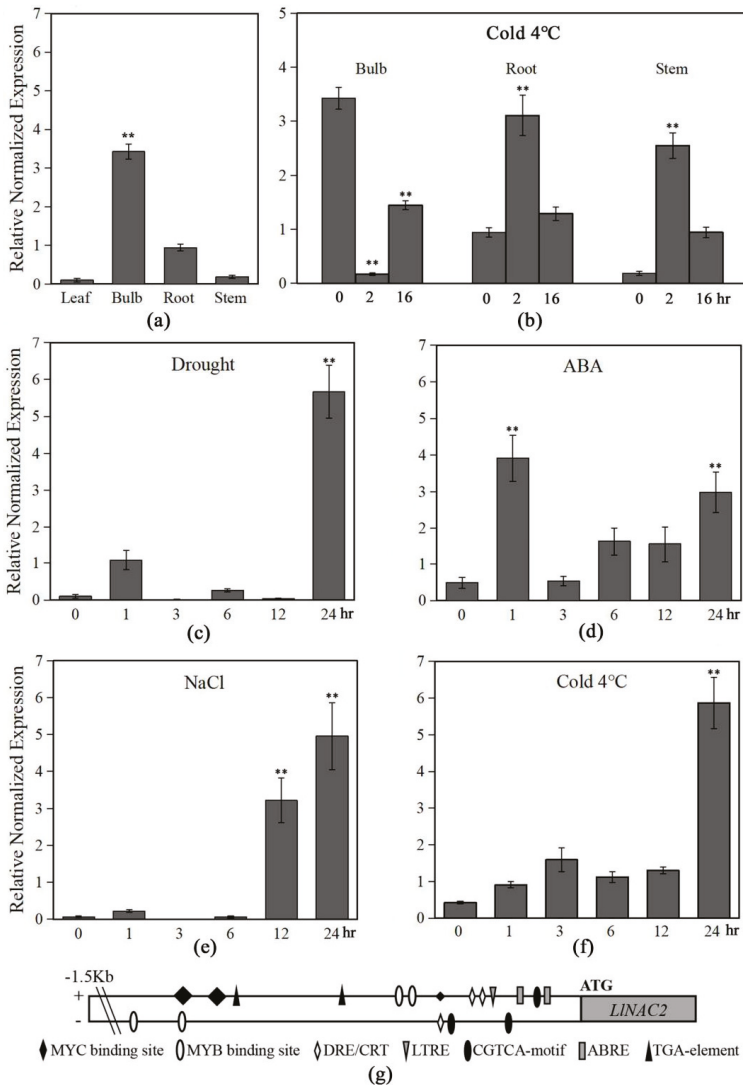 Relative Normalized Expression
5
4
3
2
1
0
**
Leaf Bulb Root Stem
(a)
Cold 4°C
Bulb Root Stem
5
4
3
2
1
0
** ** ** **
0 2 16 0 2 16 0 2 16 hr
(b)
Relative Normalized Expression
Drought
7
6
5
4
3
2
1
0
**
0 1 3 6 12 24 hr
(c)
ABA
7
6
5
4
3
2
1
0
** **
0 1 3 6 12 24 hr
(d)
Relative Normalized Expression
NaCl
7
6
5
4
3
2
1
0
** **
0 1 3 6 12 24 hr
(e)
Cold 4°C
7
6
5
4
3
2
1
0
**
0 1 3 6 12 24 hr
(f)
-1.5Kb
ATG
+
-
LlNAC2
MYC binding site MYB binding site DRE/CRT LTRE CGTCA-motif ABRE TGA-element
(g)